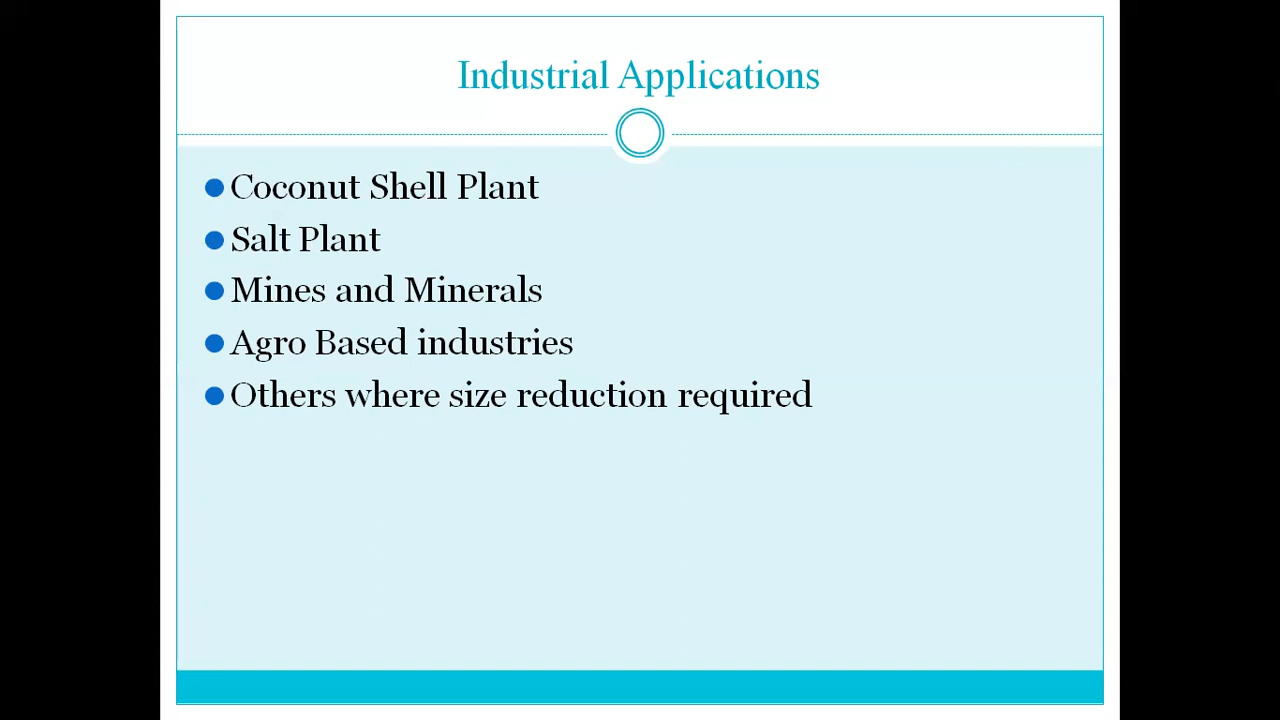 Industrial Applications
Coconut Shell Plant
Salt Plant
Mines and Minerals
Agro Based industries
Others where size reduction required